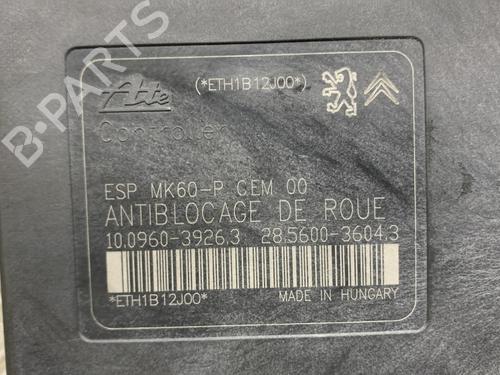 B-PARTS
Ate
(*ETH1B12J00*)
Controller
ESP MK60-P CEM 00
ANTIBLOCAGE DE ROUE
10.0960-3926.3 28.5600-3604.3
*ETH1B12J00*
MADE IN HUNGARY